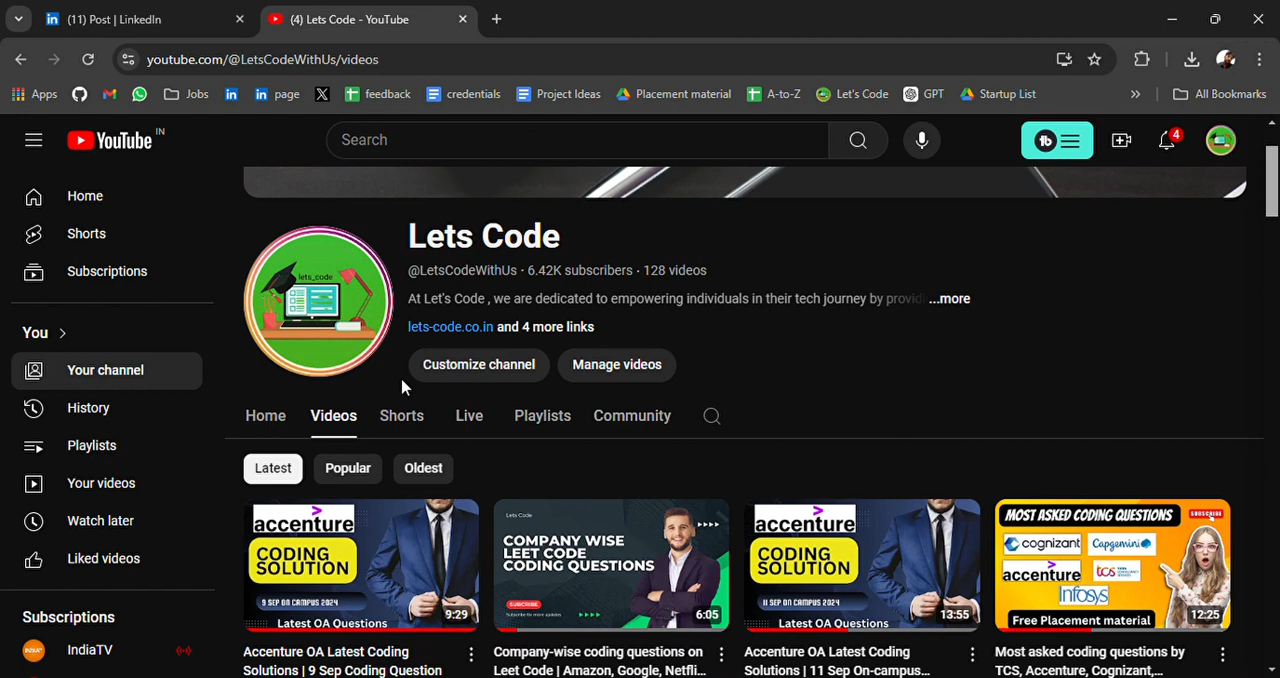 (11) Post | LinkedIn
(4) Lets Code - YouTube
youtube.com/@LetsCodeWithUs/videos
Apps
Jobs
page
feedback
credentials
Project Ideas
Placement material
A-to-Z
Let's Code
GPT
Startup List
All Bookmarks
YouTube IN
Search
4
Home
Shorts
Subscriptions
You
Your channel
History
Playlists
Your videos
Watch later
Liked videos
Subscriptions
IndiaTV
lets_code
Lets Code
@LetsCodeWithUs · 6.42K subscribers · 128 videos
At Let's Code , we are dedicated to empowering individuals in their tech journey by provid ...more
lets-code.co.in and 4 more links
Customize channel
Manage videos
Home
Videos
Shorts
Live
Playlists
Community
Latest
Popular
Oldest
accenture
CODING
SOLUTION
9 SEP ON CAMPUS 2024
Latest OA Questions
9:29
Accenture OA Latest Coding
Solutions | 9 Sep Coding Question
Lets Code
COMPANY WISE
LEET CODE
CODING QUESTIONS
SUBSCRIBE
Subscribe for more updates
6:05
Company-wise coding questions on
Leet Code | Amazon, Google, Netfli...
accenture
CODING
SOLUTION
11 SEP ON CAMPUS 2024
Latest OA Questions
13:55
Accenture OA Latest Coding
Solutions | 11 Sep On-campus...
MOST ASKED CODING QUESTIONS
SUBSCRIBE
cognizant
Capgemini
accenture
tcs
Infosys
Free Placement material
12:25
Most asked coding questions by
TCS, Accenture, Cognizant,...